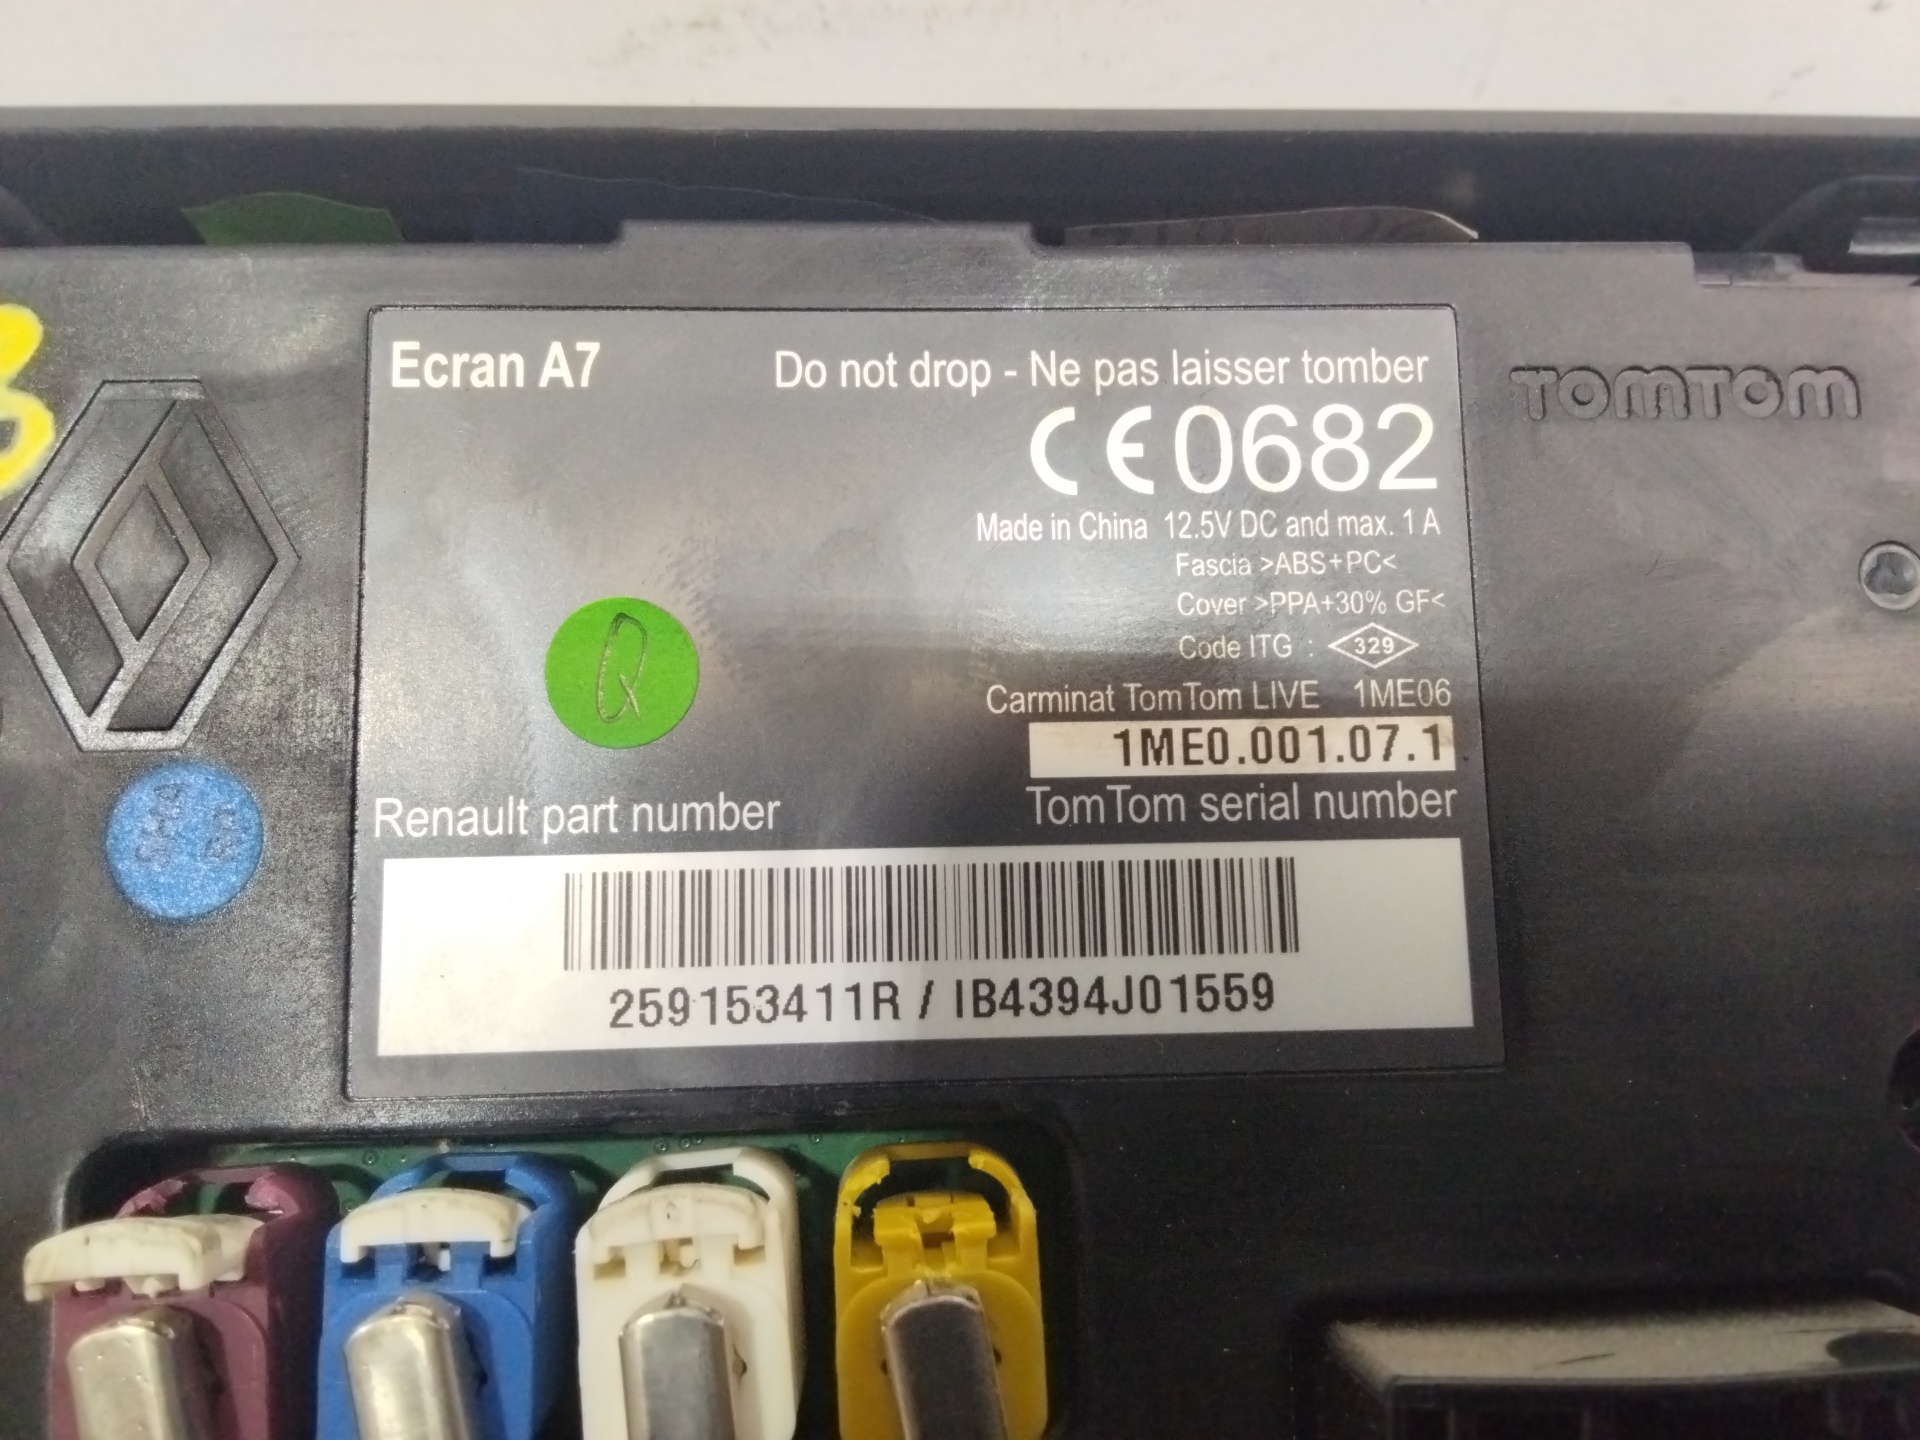 Ecran A7
Do not drop - Ne pas laisser tomber
TOMTOM
CE0682
Made in China 12.5V DC and max. 1 A
Fascia >ABS+PC<
Cover >PPA+30% GF<
Code ITG : 329
Q
Carminat TomTom LIVE 1ME06
1ME0.001.07.1
Renault part number
TomTom serial number
259153411R / IB4394J01559